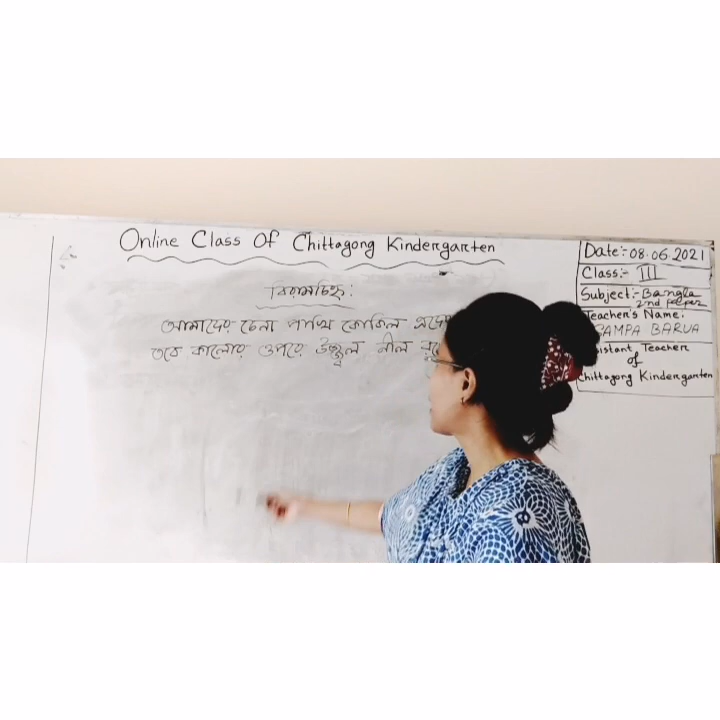 Online Class Of Chittagong Kindergarten
বিরামচিহ্ন:
আমাদের চেনা পাখি কোকিল
তবে কালোর ওপরে উজ্জ্বল নীল
Date:- 08.06.2021
Class:- III
Subject:- Bangla
2nd paper
Teacher's Name:
SAMPA BARUA
Teacher
of
Chittagong Kindergarten